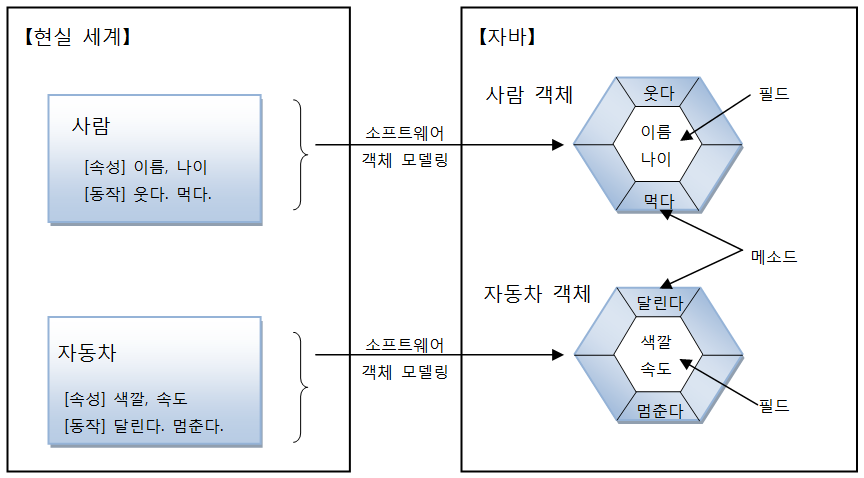 【현실 세계】
사람
[속성] 이름, 나이
[동작] 웃다. 먹다.
자동차
[속성] 색깔, 속도
[동작] 달린다. 멈춘다.
소프트웨어
객체 모델링
소프트웨어
객체 모델링
【자바】
사람 객체
웃다
이름
나이
먹다
필드
메소드
자동차 객체
달린다
색깔
속도
멈춘다
필드